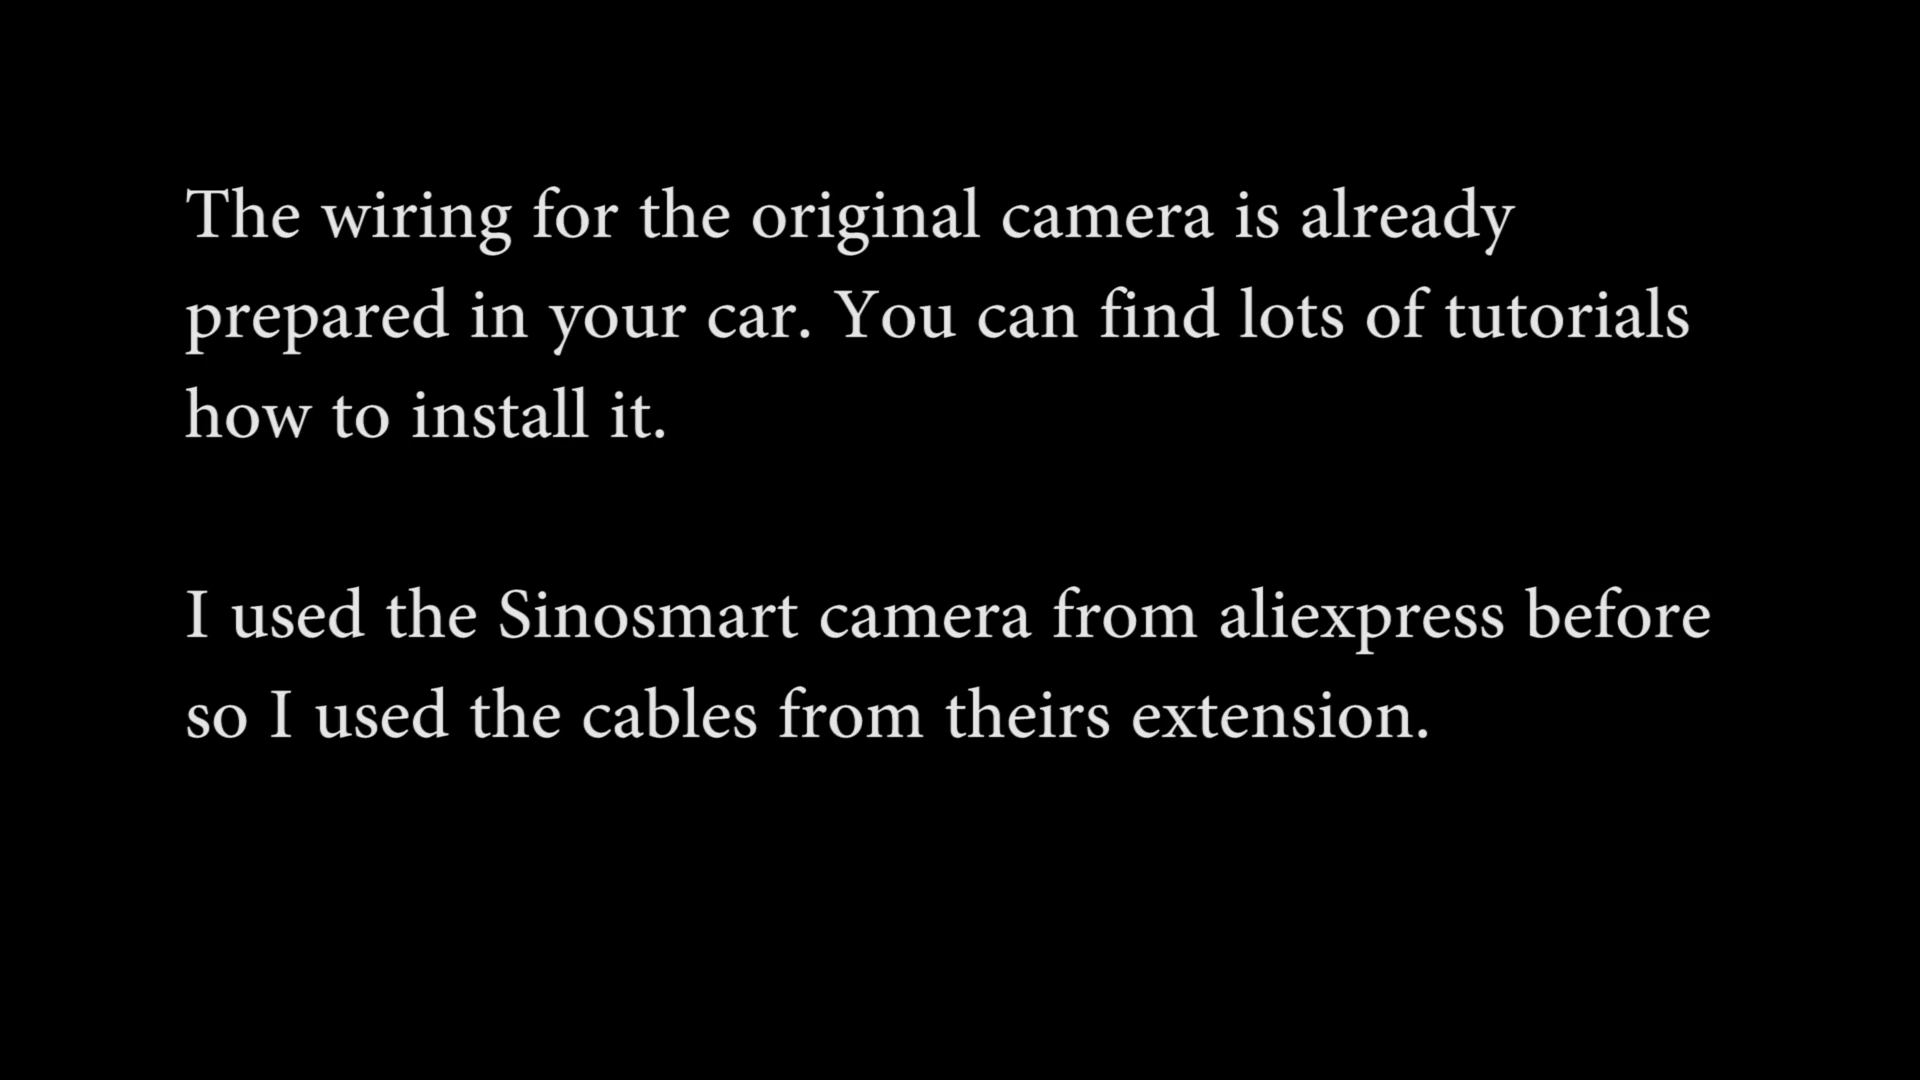 The wiring for the original camera is already
prepared in your car. You can find lots of tutorials
how to install it.
I used the Sinosmart camera from aliexpress before
so I used the cables from theirs extension.